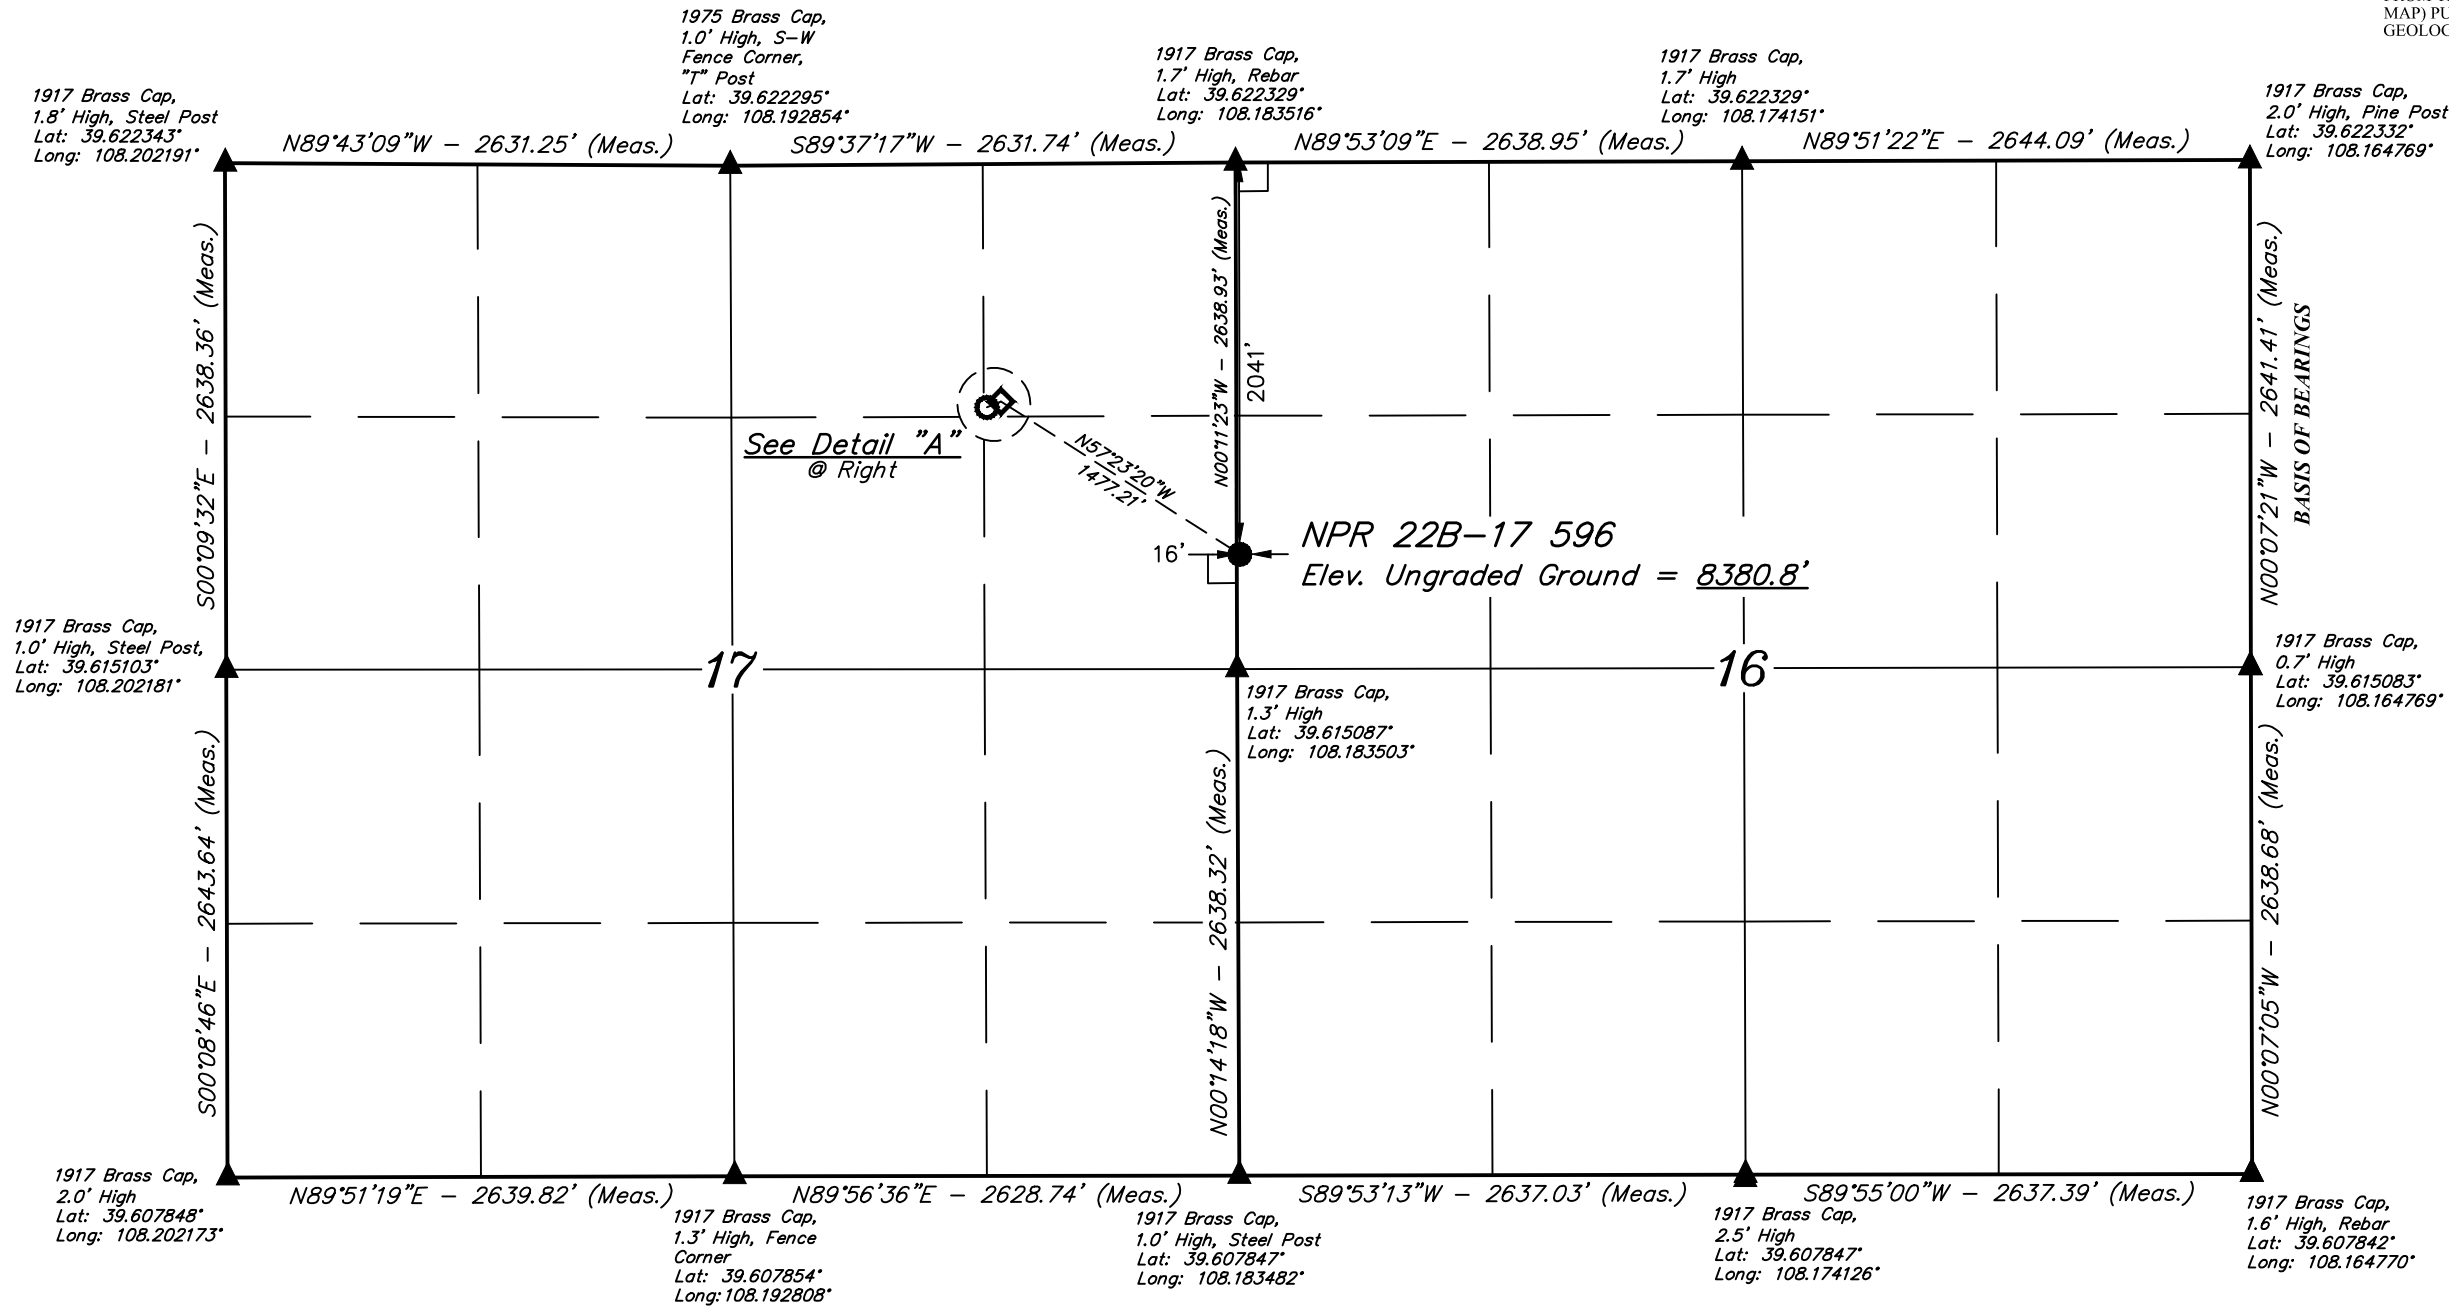 MAP) PU
GEOLOC
1975 Brass Cap,
1.0' High, S-W
Fence Corner,
"T" Post
Lat: 39.622295°
Long: 108.192854°
1917 Brass Cap,
1.7' High, Rebar
Lat: 39.622329°
Long: 108.183516°
1917 Brass Cap,
1.7' High
Lat: 39.622329°
Long: 108.174151°
1917 Brass Cap,
2.0' High, Pine Post
Lat: 39.622332°
Long: 108.164769°
1917 Brass Cap,
1.8' High, Steel Post
Lat: 39.622343°
Long: 108.202191°
N89°43'09"W - 2631.25' (Meas.)
S89°37'17"W - 2631.74' (Meas.)
N89°53'09"E - 2638.95' (Meas.)
N89°51'22"E - 2644.09' (Meas.)
S00°09'32"E - 2638.36' (Meas.)
N00°11'23"W - 2638.93' (Meas.)
2041'
N00°07'21"W - 2641.41' (Meas.)
BASIS OF BEARINGS
See Detail "A"
@ Right
N57°23'20"W
1477.21'
16'
NPR 22B-17 596
Elev. Ungraded Ground = 8380.8'
1917 Brass Cap,
1.0' High, Steel Post,
Lat: 39.615103°
Long: 108.202181°
17
16
1917 Brass Cap,
0.7' High
Lat: 39.615083°
Long: 108.164769°
1917 Brass Cap,
1.3' High
Lat: 39.615087°
Long: 108.183503°
S00°08'46"E - 2643.64' (Meas.)
N00°14'18"W - 2638.32' (Meas.)
N00°07'05"W - 2638.68' (Meas.)
N89°51'19"E - 2639.82' (Meas.)
N89°56'36"E - 2628.74' (Meas.)
S89°53'13"W - 2637.03' (Meas.)
S89°55'00"W - 2637.39' (Meas.)
1917 Brass Cap,
2.0' High
Lat: 39.607848°
Long: 108.202173°
1917 Brass Cap,
1.3' High, Fence
Corner
Lat: 39.607854°
Long:108.192808°
1917 Brass Cap,
1.0' High, Steel Post
Lat: 39.607847°
Long: 108.183482°
1917 Brass Cap,
2.5' High
Lat: 39.607847°
Long: 108.174126°
1917 Brass Cap,
1.6' High, Rebar
Lat: 39.607842°
Long: 108.164770°